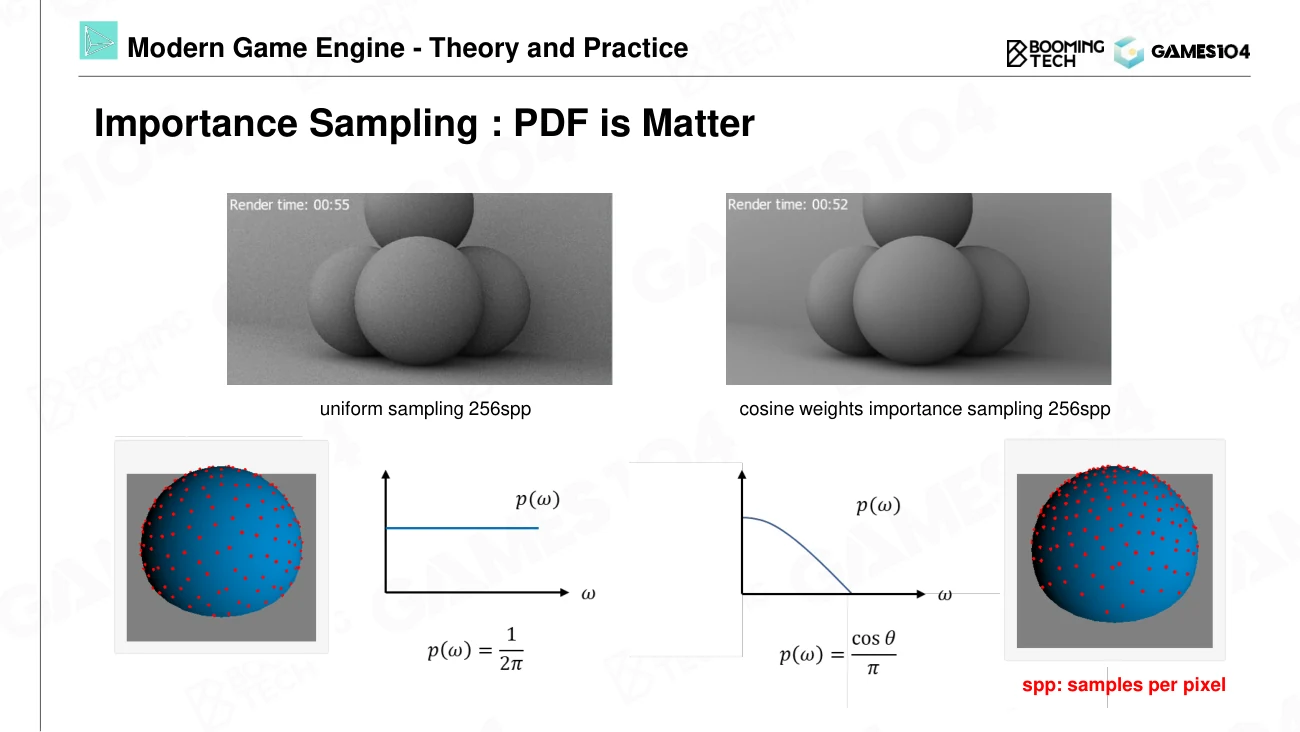 Modern Game Engine - Theory and Practice
BOOMING
TECH
GAMES104
Importance Sampling : PDF is Matter
Render time: 00:55
Render time: 00:52
uniform sampling 256spp
cosine weights importance sampling 256spp
p(ω)
ω
p(ω) = 1/2π
p(ω)
ω
p(ω) = cos θ/π
spp: samples per pixel